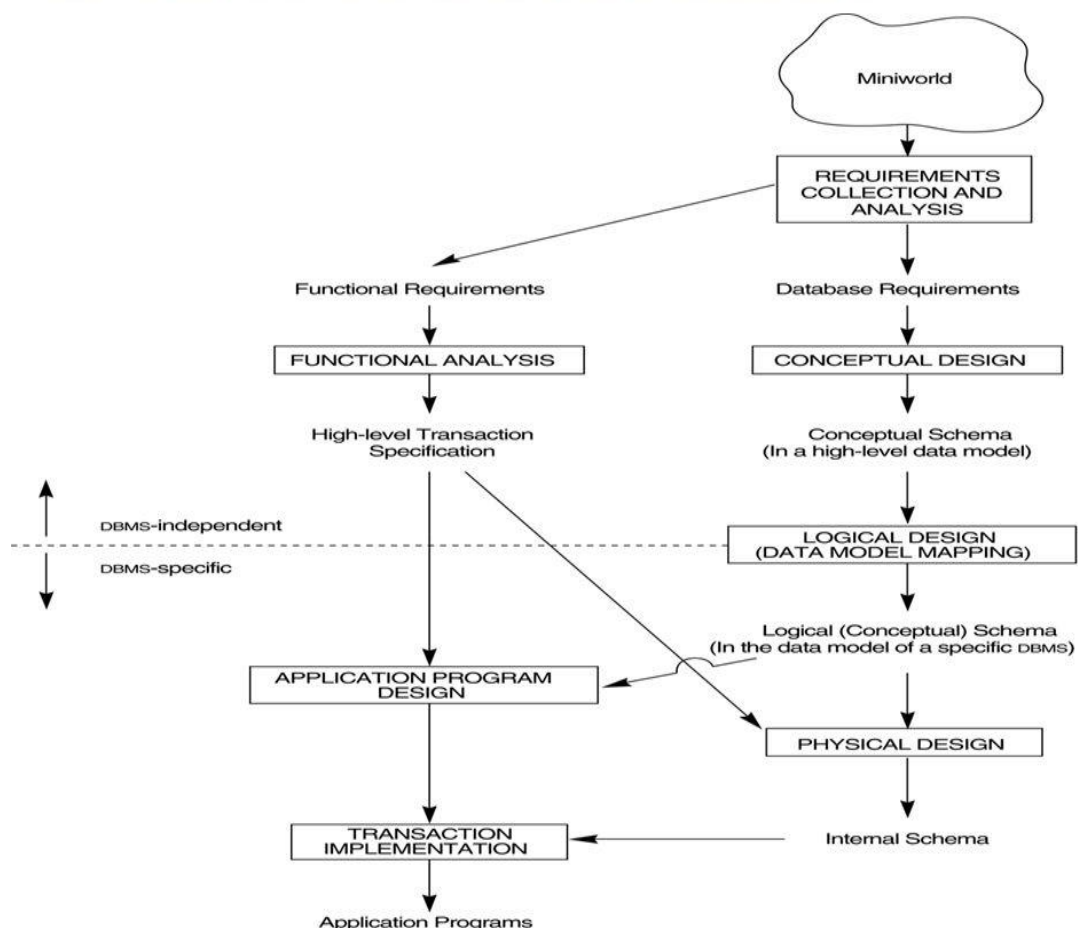 Miniworld
REQUIREMENTS
COLLECTION AND
ANALYSIS
Functional Requirements
Database Requirements
FUNCTIONAL ANALYSIS
CONCEPTUAL DESIGN
High-level Transaction
Specification
Conceptual Schema
(In a high-level data model)
DBMS-independent
LOGICAL DESIGN
(DATA MODEL MAPPING)
DBMS-specific
Logical (Conceptual) Schema
(In the data model of a specific DBMS)
APPLICATION PROGRAM
DESIGN
PHYSICAL DESIGN
TRANSACTION
IMPLEMENTATION
Internal Schema
Application Programs